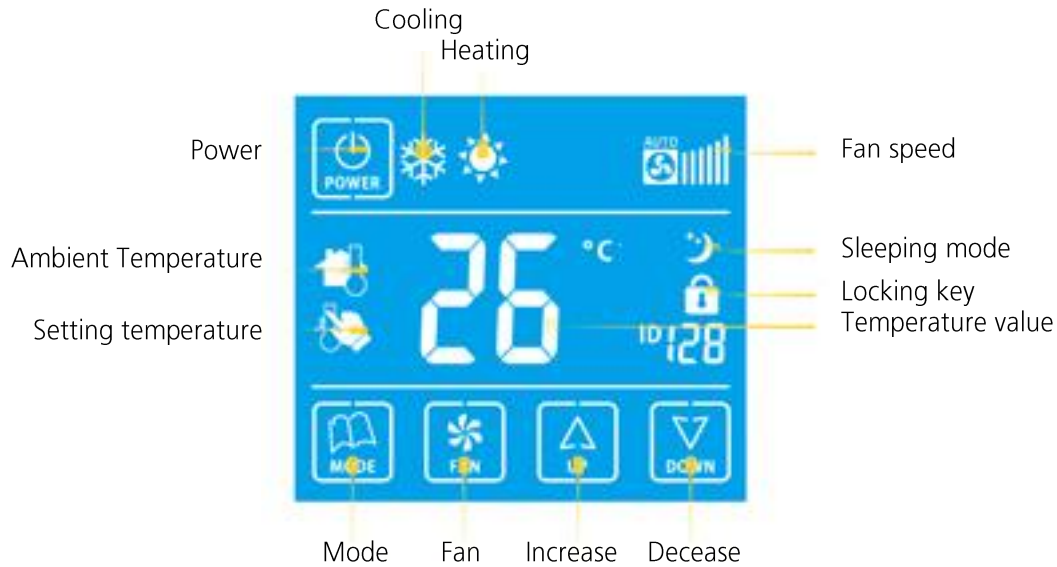 Cooling
Heating
Power
POWER
AUTO
Fan speed
Ambient Temperature
26 °C
Sleeping mode
Locking key
Setting temperature
Temperature value
ID 128
MODE
FAN
UP
DOWN
Mode
Fan
Increase
Decease